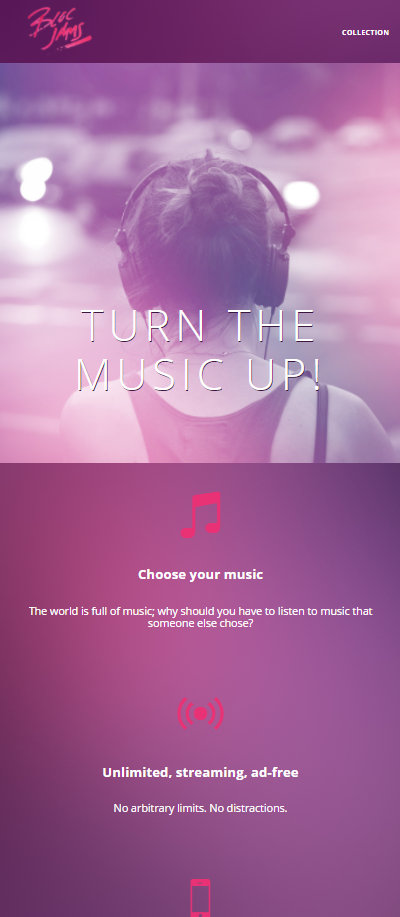 Bloc
Jams
COLLECTION
TURN THE
MUSIC UP!
Choose your music
The world is full of music; why should you have to listen to music that
someone else chose?
Unlimited, streaming, ad-free
No arbitrary limits. No distractions.